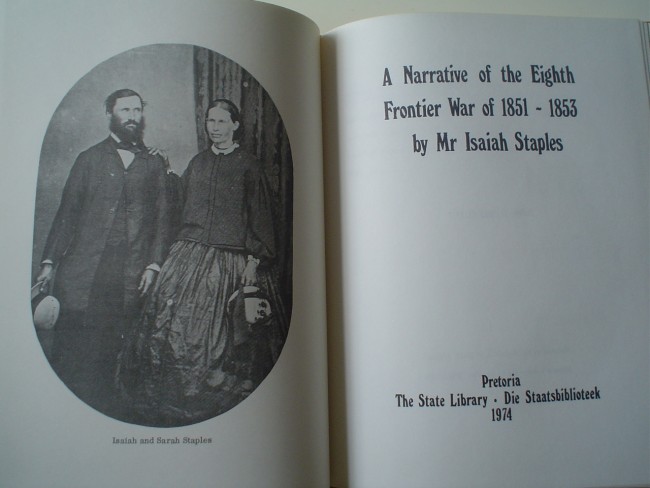 Isaiah and Sarah Staples
A Narrative of the Eighth
Frontier War of 1851 - 1853
by Mr Isaiah Staples
Pretoria
The State Library · Die Staatsbiblioteek
1974